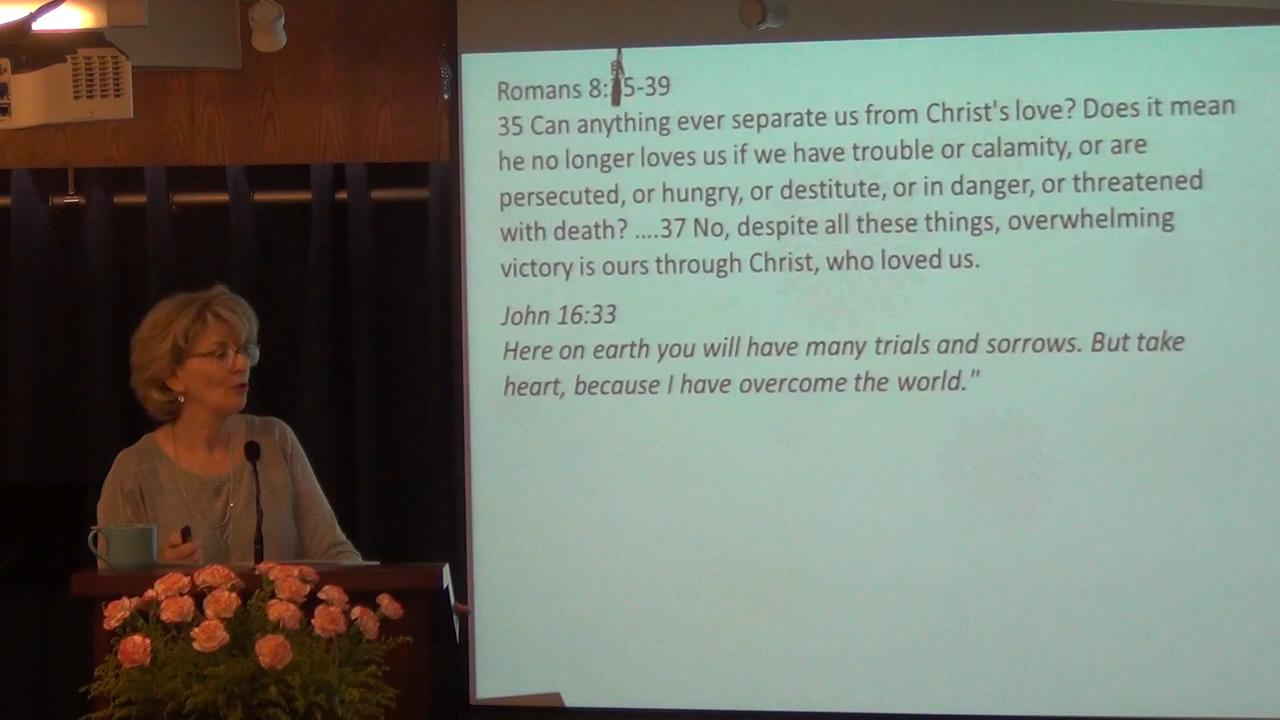 Romans 8:35-39
35 Can anything ever separate us from Christ's love? Does it mean
he no longer loves us if we have trouble or calamity, or are
persecuted, or hungry, or destitute, or in danger, or threatened
with death? ....37 No, despite all these things, overwhelming
victory is ours through Christ, who loved us.
John 16:33
Here on earth you will have many trials and sorrows. But take
heart, because I have overcome the world."